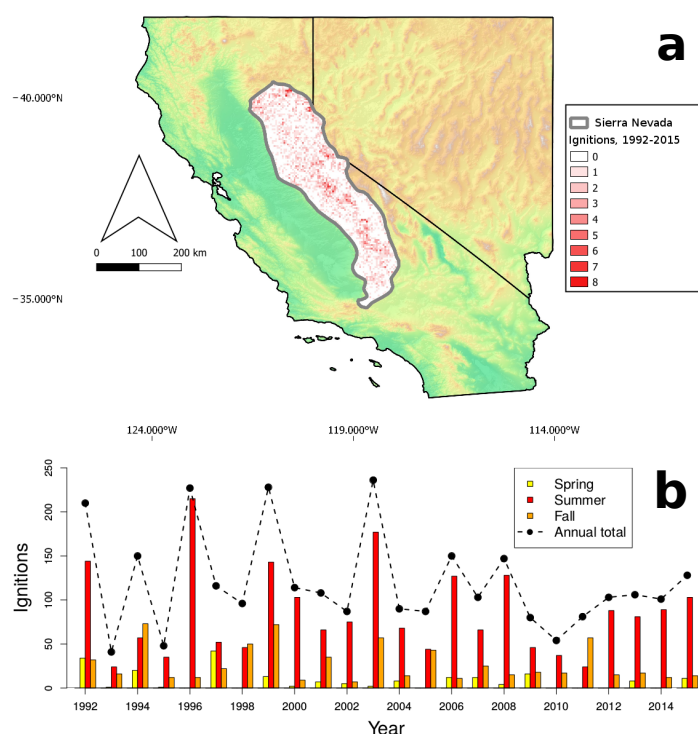 a
40.000°N
Sierra Nevada
Ignitions, 1992-2015
0
1
2
3
4
5
6
7
8
0 100 200 km
35.000°N
124.000°W 119.000°W 114.000°W
b
250
200
150
100
50
0
Ignitions
Spring
Summer
Fall
Annual total
1992 1994 1996 1998 2000 2002 2004 2006 2008 2010 2012 2014
Year